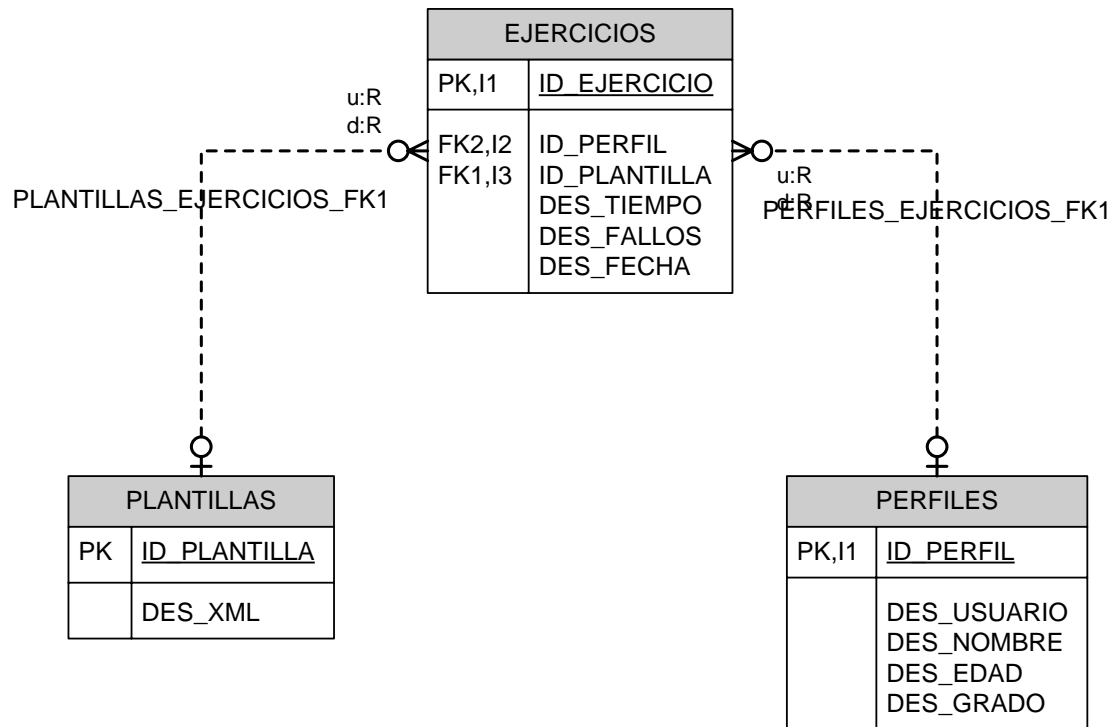 EJERCICIOS
PK,I1 ID_EJERCICIO
FK2,I2 ID_PERFIL
FK1,I3 ID_PLANTILLA
DES_TIEMPO
DES_FALLOS
DES_FECHA
u:R
d:R
PLANTILLAS_EJERCICIOS_FK1
u:R
d:R
PERFILES_EJERCICIOS_FK1
PLANTILLAS
PK ID_PLANTILLA
DES_XML
PERFILES
PK,I1 ID_PERFIL
DES_USUARIO
DES_NOMBRE
DES_EDAD
DES_GRADO